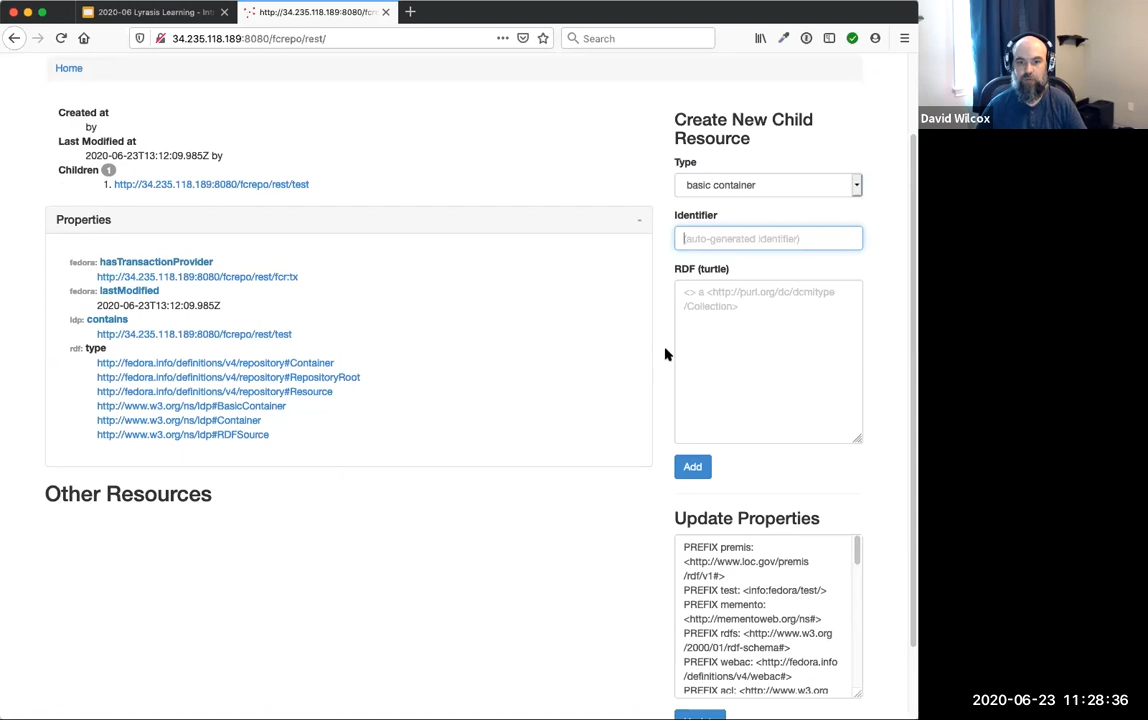 2020-06 Lyrasis Learning - Int
http://34.235.118.189:8080/fcr
34.235.118.189:8080/fcrepo/rest/
Search
Home
Created at
by
Last Modified at
2020-06-23T13:12:09.985Z by
Children 1
1. http://34.235.118.189:8080/fcrepo/rest/test
Properties
fedora: hasTransactionProvider
http://34.235.118.189:8080/fcrepo/rest/fcr:tx
fedora: lastModified
2020-06-23T13:12:09.985Z
ldp: contains
http://34.235.118.189:8080/fcrepo/rest/test
rdf: type
http://fedora.info/definitions/v4/repository#Container
http://fedora.info/definitions/v4/repository#RepositoryRoot
http://fedora.info/definitions/v4/repository#Resource
http://www.w3.org/ns/ldp#BasicContainer
http://www.w3.org/ns/ldp#Container
http://www.w3.org/ns/ldp#RDFSource
Other Resources
Create New Child
Resource
Type
basic container
Identifier
(auto-generated identifier)
RDF (turtle)
<> a <http://purl.org/dc/dcmitype
/Collection>
Add
Update Properties
PREFIX premis:
<http://www.loc.gov/premis
/rdf/v1#>
PREFIX test: <info:fedora/test/>
PREFIX memento:
<http://mementoweb.org/ns#>
PREFIX rdfs: <http://www.w3.org
/2000/01/rdf-schema#>
PREFIX webac: <http://fedora.info
/definitions/v4/webac#>
PREFIX acl: <http://www.w3.org
David Wilcox
2020-06-23 11:28:36